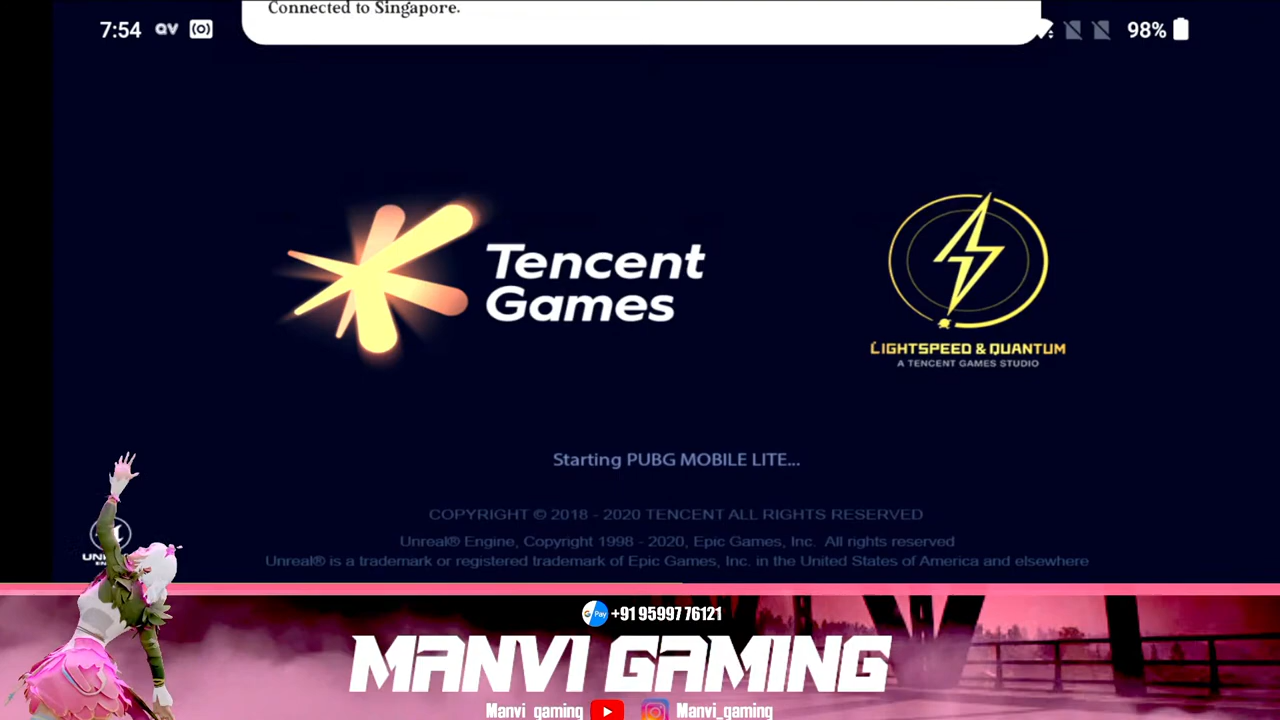 Connected to Singapore.
7:54
98%
Tencent
Games
LIGHTSPEED & QUANTUM
A TENCENT GAMES STUDIO
Starting PUBG MOBILE LITE...
COPYRIGHT © 2018 - 2020 TENCENT ALL RIGHTS RESERVED
Unreal® Engine, Copyright 1998 - 2020, Epic Games, Inc. All rights reserved
Unreal® is a trademark or registered trademark of Epic Games, Inc. in the United States of America and elsewhere
G Pay +91 95997 76121
MANVI GAMING
Manvi_gaming Manvi_gaming